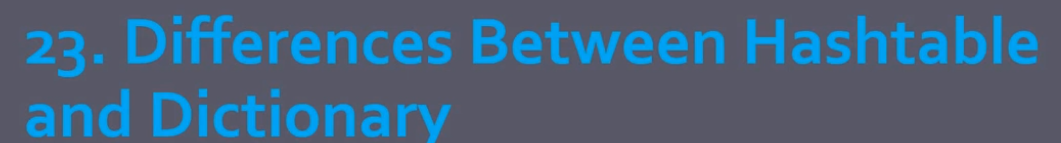 23. Differences Between Hashtable
and Dictionary